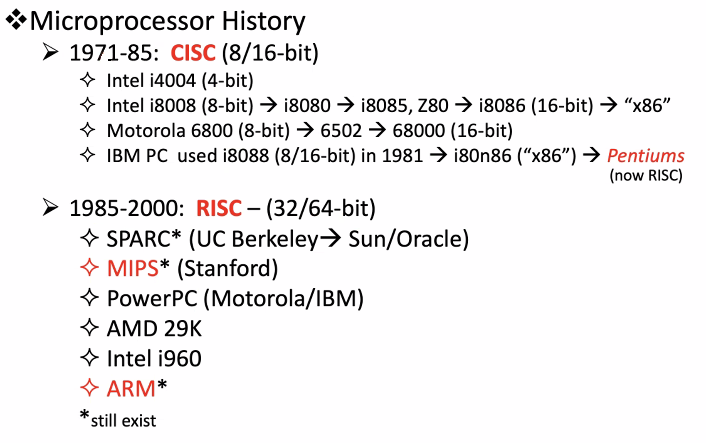 ❖Microprocessor History
➢ 1971-85: CISC (8/16-bit)
✧ Intel i4004 (4-bit)
✧ Intel i8008 (8-bit) → i8080 → i8085, Z80 → i8086 (16-bit) → “x86”
✧ Motorola 6800 (8-bit) → 6502 → 68000 (16-bit)
✧ IBM PC used i8088 (8/16-bit) in 1981 → i80n86 (“x86”) → Pentiums
(now RISC)
➢ 1985-2000: RISC – (32/64-bit)
✧ SPARC* (UC Berkeley→ Sun/Oracle)
✧ MIPS* (Stanford)
✧ PowerPC (Motorola/IBM)
✧ AMD 29K
✧ Intel i960
✧ ARM*
*still exist